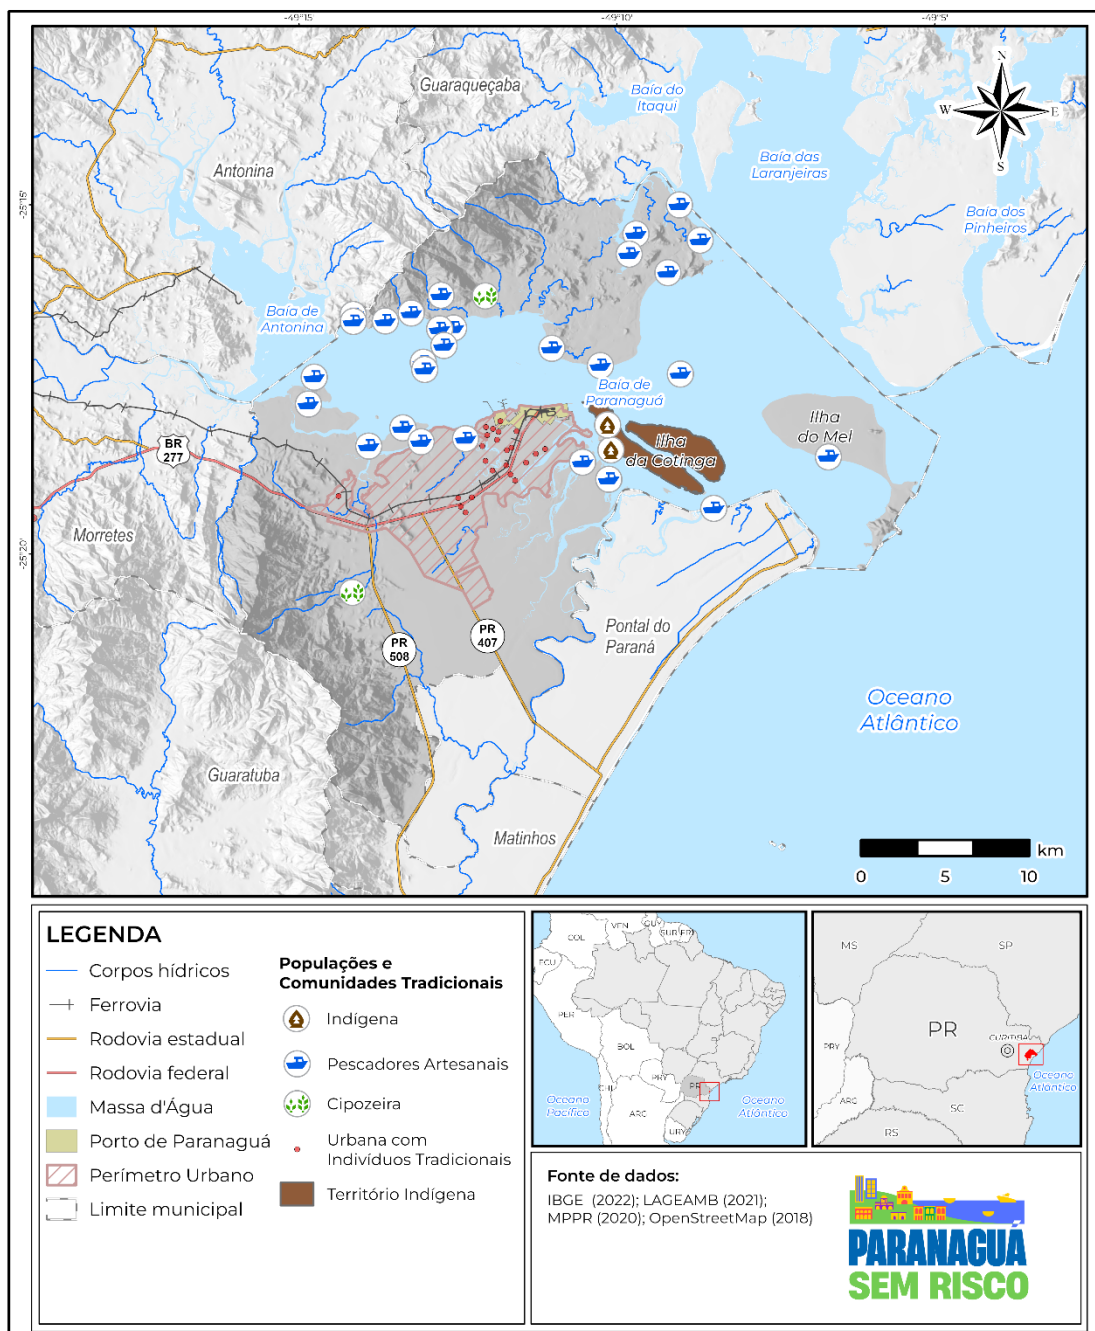 -49°15'
-49°10'
-49°5'
-25°15'
-25°20'
Guaraqueçaba
Baía do
Itaqui
N
W
E
S
Antonina
Baía das
Laranjeiras
Baía dos
Pinheiros
Baía de
Antonina
Baía de
Paranaguá
Ilha
do Mel
Ilha
da Cotinga
BR
277
Morretes
PR
508
PR
407
Pontal do
Paraná
Oceano
Atlântico
Guaratuba
Matinhos
km
0
5
10
LEGENDA
Corpos hídricos
Ferrovia
Rodovia estadual
Rodovia federal
Massa d'Água
Porto de Paranaguá
Perímetro Urbano
Limite municipal
Populações e
Comunidades Tradicionais
Indígena
Pescadores Artesanais
Cipozeira
Urbana com
Indivíduos Tradicionais
Território Indígena
VEN
GUY
COL
SUR
FRI
ECU
PER
BOL
PRY
CHL
PR
ARG
URY
Oceano
Pacífico
Oceano
Atlântico
MS
SP
PR
CURITIBA
PRY
ARG
SC
RS
Oceano
Atlântico
Fonte de dados:
IBGE (2022); LAGEAMB (2021);
MPPR (2020); OpenStreetMap (2018)
PARANAGUÁ
SEM RISCO